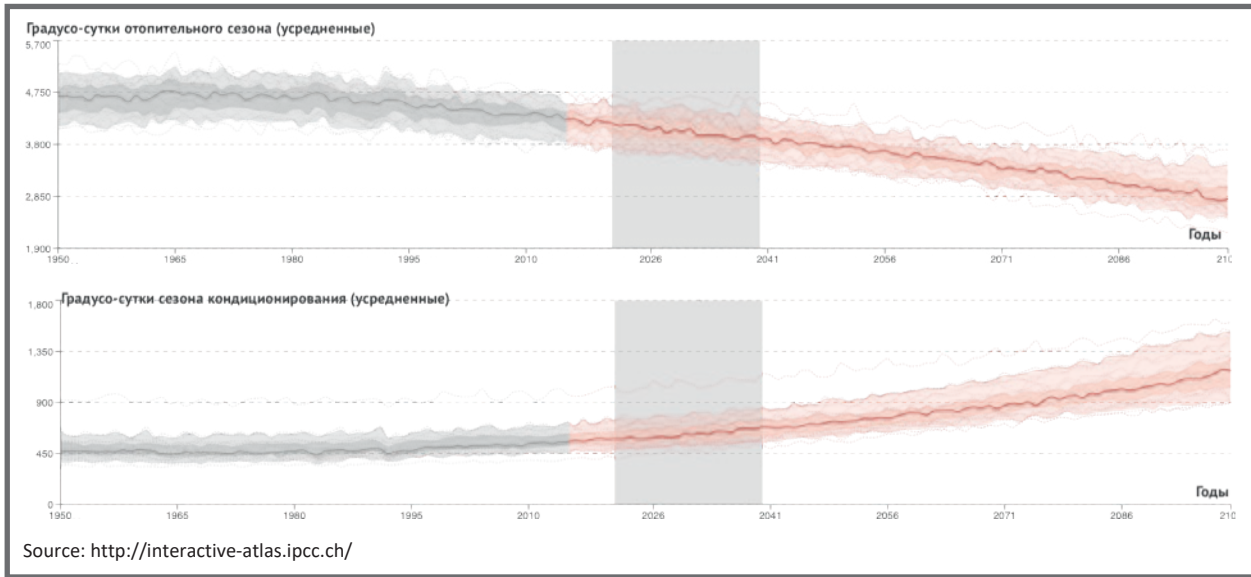 Градусо-сутки отопительного сезона (усредненные)
5,700
4,750
3,800
2,850
1,900
Годы
1950 1965 1980 1995 2010 2026 2041 2056 2071 2086 210
Градусо-сутки сезона кондиционирования (усредненные)
1,800
1,350
900
450
0
Годы
1950 1965 1980 1995 2010 2026 2041 2056 2071 2086 210
Source: http://interactive-atlas.ipcc.ch/